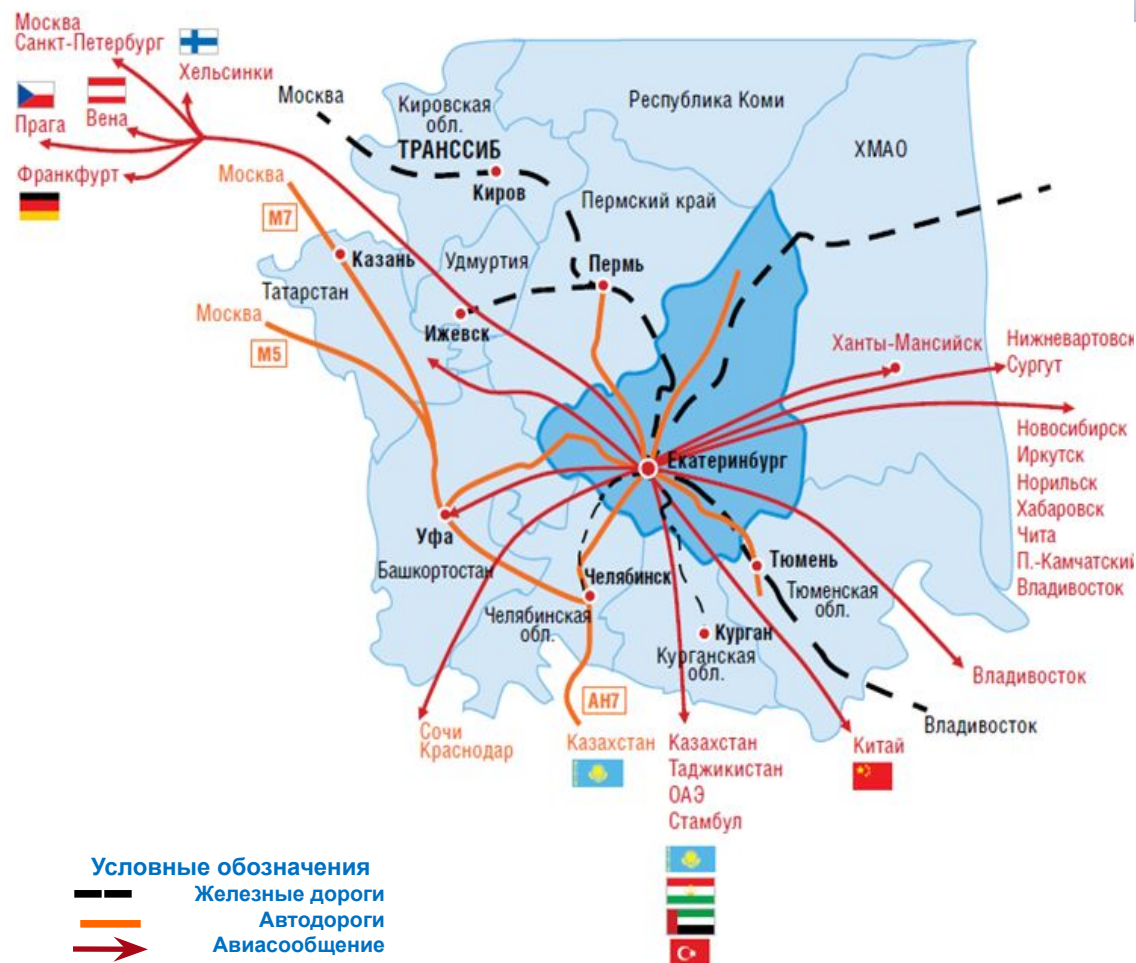 Москва
Санкт-Петербург
Хельсинки
Прага
Вена
Франкфурт
Москва
Кировская
обл.
ТРАНССИБ
Киров
Республика Коми
ХМАО
Пермский край
Москва
М7
Казань
Татарстан
Удмуртия
Пермь
Москва
М5
Ижевск
Ханты-Мансийск
Нижневартовск
Сургут
Новосибирск
Иркутск
Норильск
Хабаровск
Чита
П.-Камчатский
Владивосток
Екатеринбург
Уфа
Башкортостан
Челябинск
Челябинская
обл.
Тюмень
Тюменская
обл.
Курган
Курганская
обл.
Владивосток
Владивосток
АН7
Сочи
Краснодар
Казахстан
Казахстан
Таджикистан
ОАЭ
Стамбул
Китай
Условные обозначения
Железные дороги
Автодороги
Авиасообщение